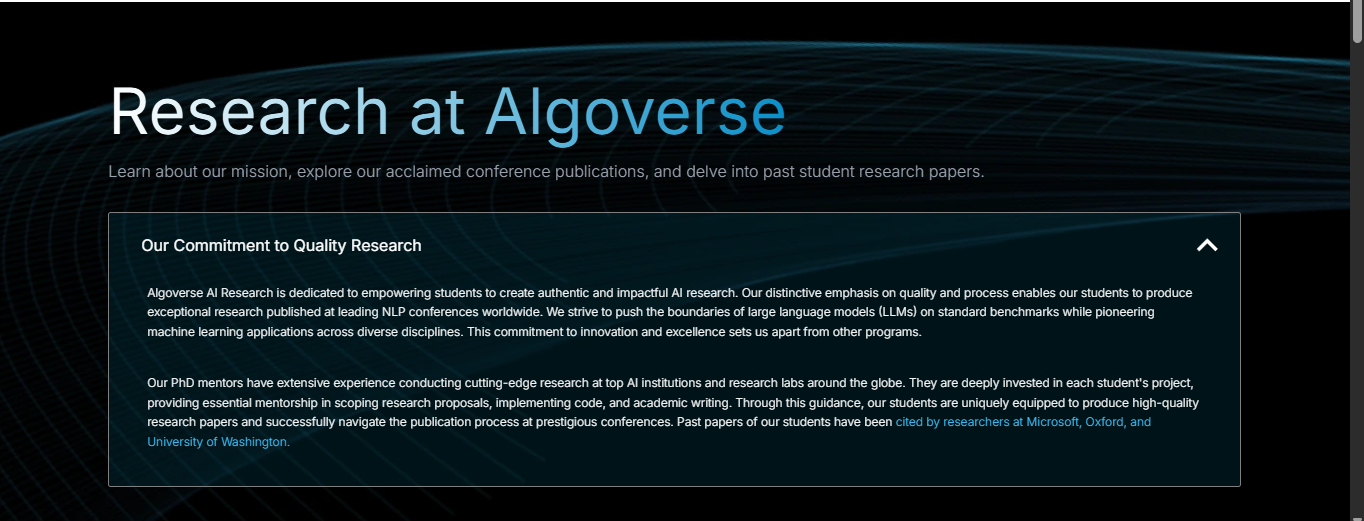 Research at Algoverse
Learn about our mission, explore our acclaimed conference publications, and delve into past student research papers.
Our Commitment to Quality Research
Algoverse AI Research is dedicated to empowering students to create authentic and impactful AI research. Our distinctive emphasis on quality and process enables our students to produce
exceptional research published at leading NLP conferences worldwide. We strive to push the boundaries of large language models (LLMs) on standard benchmarks while pioneering
machine learning applications across diverse disciplines. This commitment to innovation and excellence sets us apart from other programs.
Our PhD mentors have extensive experience conducting cutting-edge research at top AI institutions and research labs around the globe. They are deeply invested in each student's project,
providing essential mentorship in scoping research proposals, implementing code, and academic writing. Through this guidance, our students are uniquely equipped to produce high-quality
research papers and successfully navigate the publication process at prestigious conferences. Past papers of our students have been cited by researchers at Microsoft, Oxford, and
University of Washington.